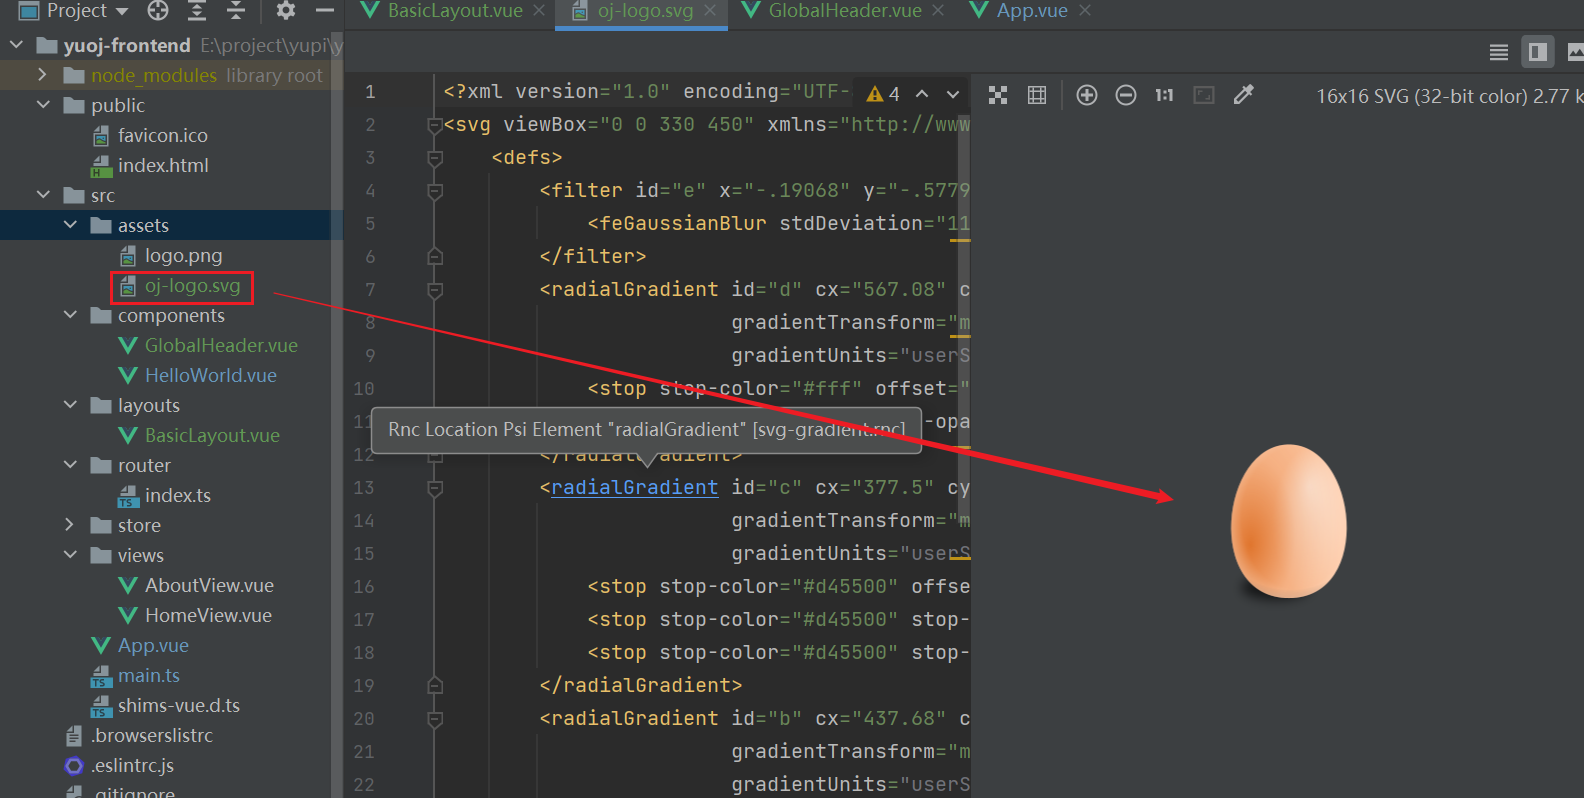 Project
BasicLayout.vue
oj-logo.svg
GlobalHeader.vue
App.vue
yuoj-frontend E:\project\yupi\y
node_modules library root
public
favicon.ico
index.html
src
assets
logo.png
oj-logo.svg
components
GlobalHeader.vue
HelloWorld.vue
layouts
BasicLayout.vue
router
index.ts
store
views
AboutView.vue
HomeView.vue
App.vue
main.ts
shims-vue.d.ts
.browserslistrc
.eslintrc.js
.gitignore
1 <?xml version="1.0" encoding="UTF-
4
2 <svg viewBox="0 0 330 450" xmlns="http://www
3 <defs>
4 <filter id="e" x="-.19068" y="-.5779
5 <feGaussianBlur stdDeviation="11
6 </filter>
7 <radialGradient id="d" cx="567.08" c
8 gradientTransform="m
9 gradientUnits="userS
10 <stop stop-color="#fff" offset="
11 -opa
Rnc Location Psi Element "radialGradient" [svg-gradient.rnc]
12 </radialGradient>
13 <radialGradient id="c" cx="377.5" cy
14 gradientTransform="m
15 gradientUnits="userS
16 <stop stop-color="#d45500" offse
17 <stop stop-color="#d45500" stop-
18 <stop stop-color="#d45500" stop-
19 </radialGradient>
20 <radialGradient id="b" cx="437.68" c
21 gradientTransform="m
22 gradientUnits="userS
1:1
16x16 SVG (32-bit color) 2.77 k